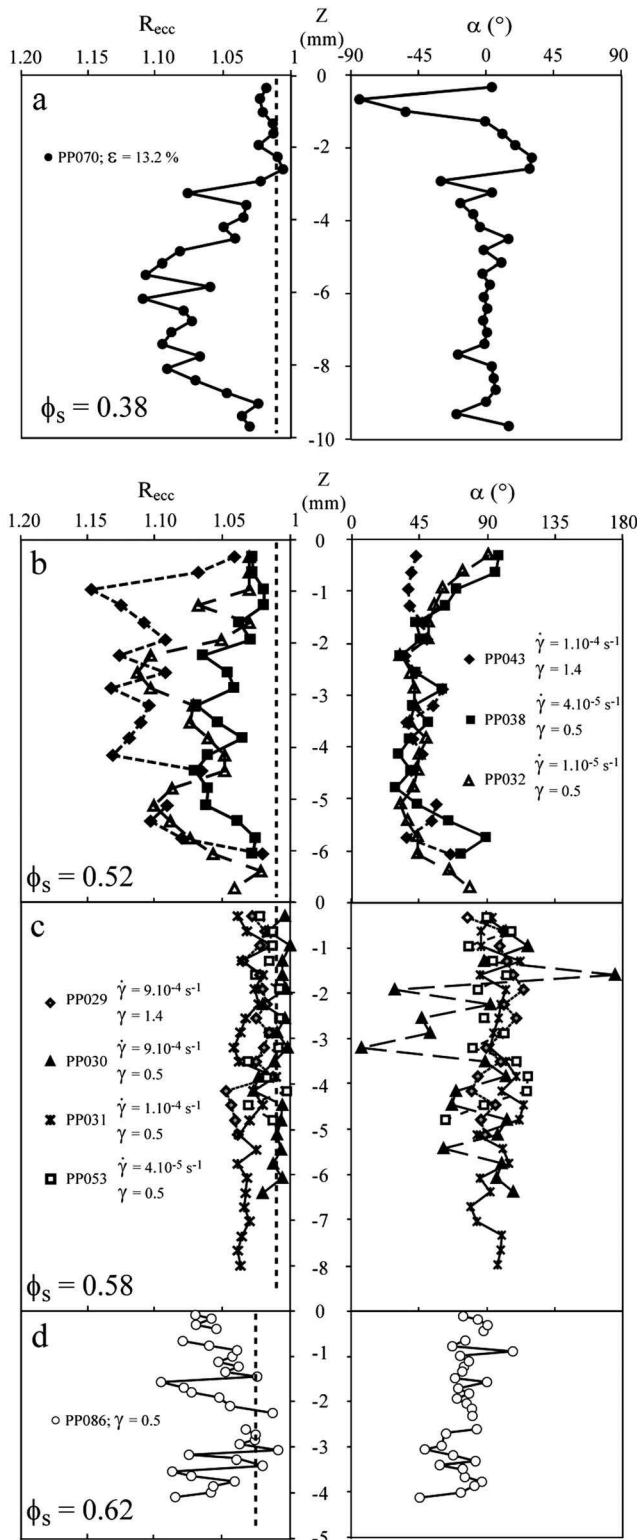 R_ecc Z (mm) α (°)
1.20 1.15 1.10 1.05 1 -90 -45 0 45 90
0
a
PP070; ε = 13.2 %
-2
-4
-6
-8
ϕ_s = 0.38
-10
R_ecc Z (mm) α (°)
1.20 1.15 1.10 1.05 1 0 45 90 135 180
0
b
-1
-2
PP043 γ̇ = 1.10⁻⁴ s⁻¹
γ = 1.4
-3
PP038 γ̇ = 4.10⁻⁵ s⁻¹
γ = 0.5
-4
PP032 γ̇ = 1.10⁻⁵ s⁻¹
γ = 0.5
-5
-6
ϕ_s = 0.52
0
c
-1
PP029 γ̇ = 9.10⁻⁴ s⁻¹
-2
γ = 1.4
-3
PP030 γ̇ = 9.10⁻⁴ s⁻¹
γ = 0.5
-4
PP031 γ̇ = 1.10⁻⁴ s⁻¹
-5
γ = 0.5
PP053 γ̇ = 4.10⁻⁵ s⁻¹
-6
γ = 0.5
-7
-8
ϕ_s = 0.58
0
d
-1
-2
PP086; γ = 0.5
-3
-4
ϕ_s = 0.62
-5